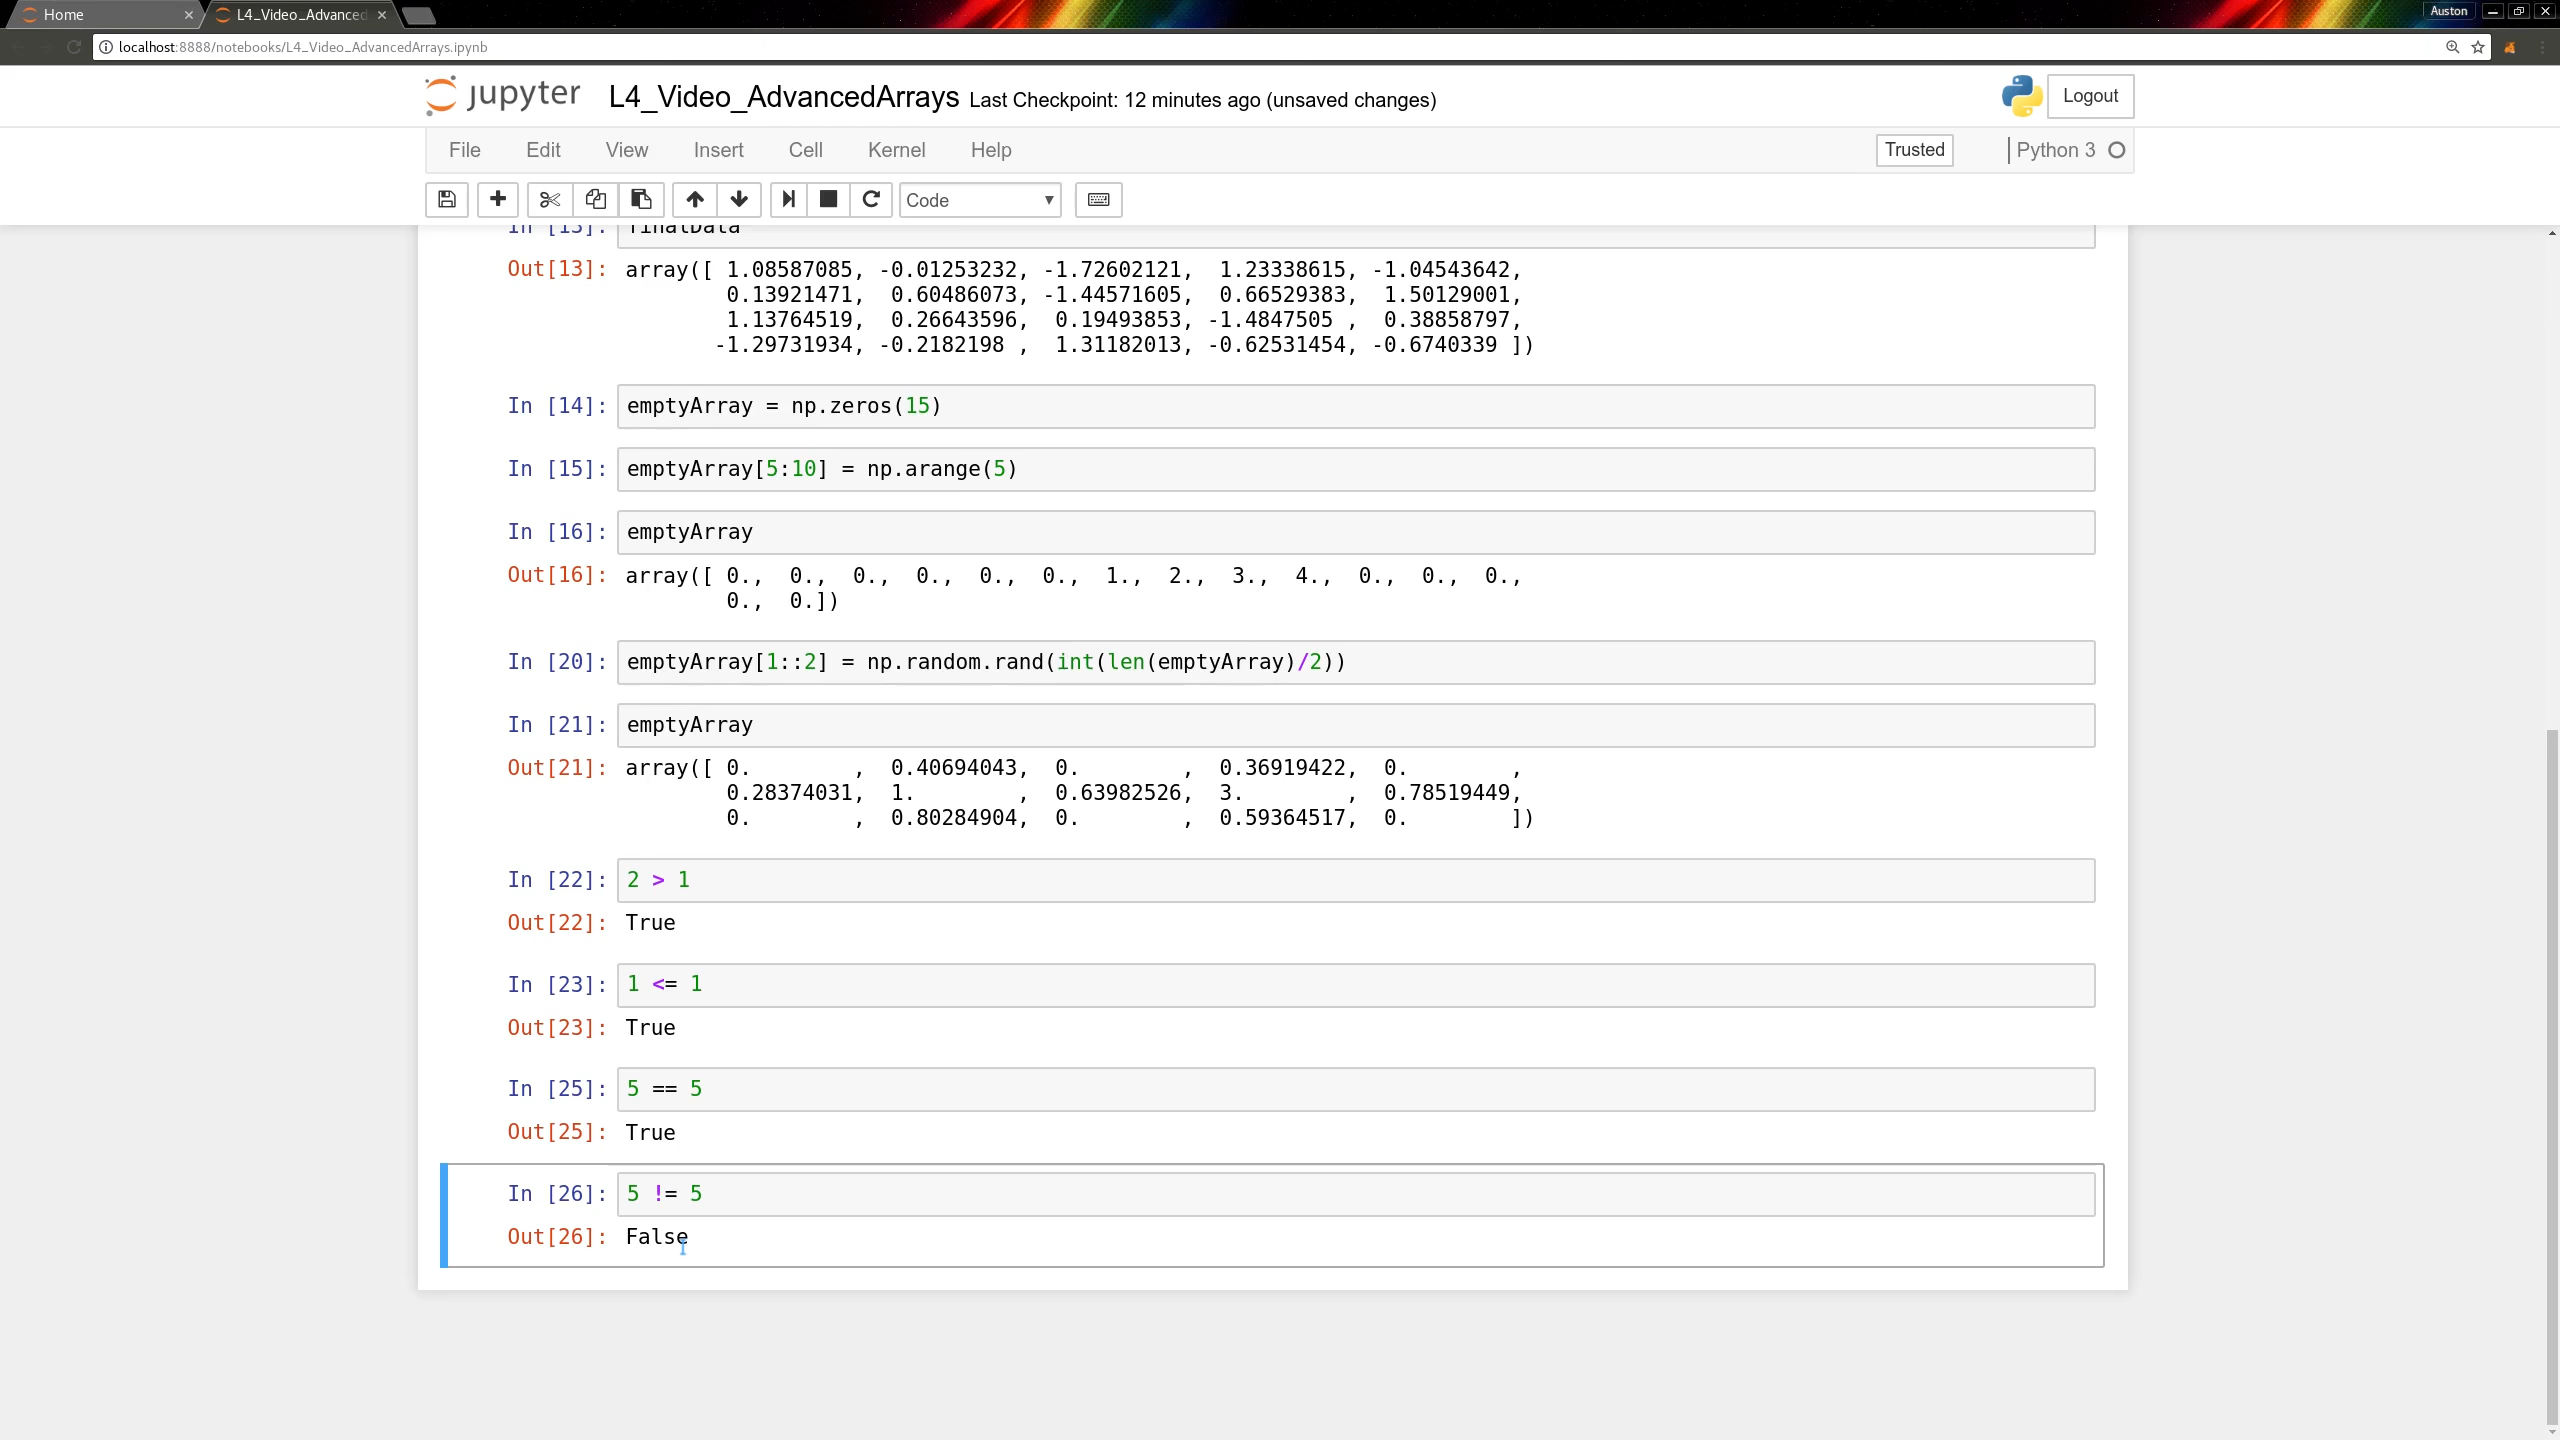 Home
L4_Video_Advanced
Auston
localhost:8888/notebooks/L4_Video_AdvancedArrays.ipynb
jupyter L4_Video_AdvancedArrays Last Checkpoint: 12 minutes ago (unsaved changes)
Logout
File Edit View Insert Cell Kernel Help
Trusted
Python 3
Code
In [13]: finalData
Out[13]: array([ 1.08587085, -0.01253232, -1.72602121,  1.23338615, -1.04543642,
0.13921471,  0.60486073, -1.44571605,  0.66529383,  1.50129001,
1.13764519,  0.26643596,  0.19493853, -1.4847505 ,  0.38858797,
-1.29731934, -0.2182198 ,  1.31182013, -0.62531454, -0.6740339 ])
In [14]: emptyArray = np.zeros(15)
In [15]: emptyArray[5:10] = np.arange(5)
In [16]: emptyArray
Out[16]: array([ 0.,  0.,  0.,  0.,  0.,  0.,  1.,  2.,  3.,  4.,  0.,  0.,  0.,
0.,  0.])
In [20]: emptyArray[1::2] = np.random.rand(int(len(emptyArray)/2))
In [21]: emptyArray
Out[21]: array([ 0.        ,  0.40694043,  0.        ,  0.36919422,  0.        ,
0.28374031,  1.        ,  0.63982526,  3.        ,  0.78519449,
0.        ,  0.80284904,  0.        ,  0.59364517,  0.        ])
In [22]: 2 > 1
Out[22]: True
In [23]: 1 <= 1
Out[23]: True
In [25]: 5 == 5
Out[25]: True
In [26]: 5 != 5
Out[26]: False